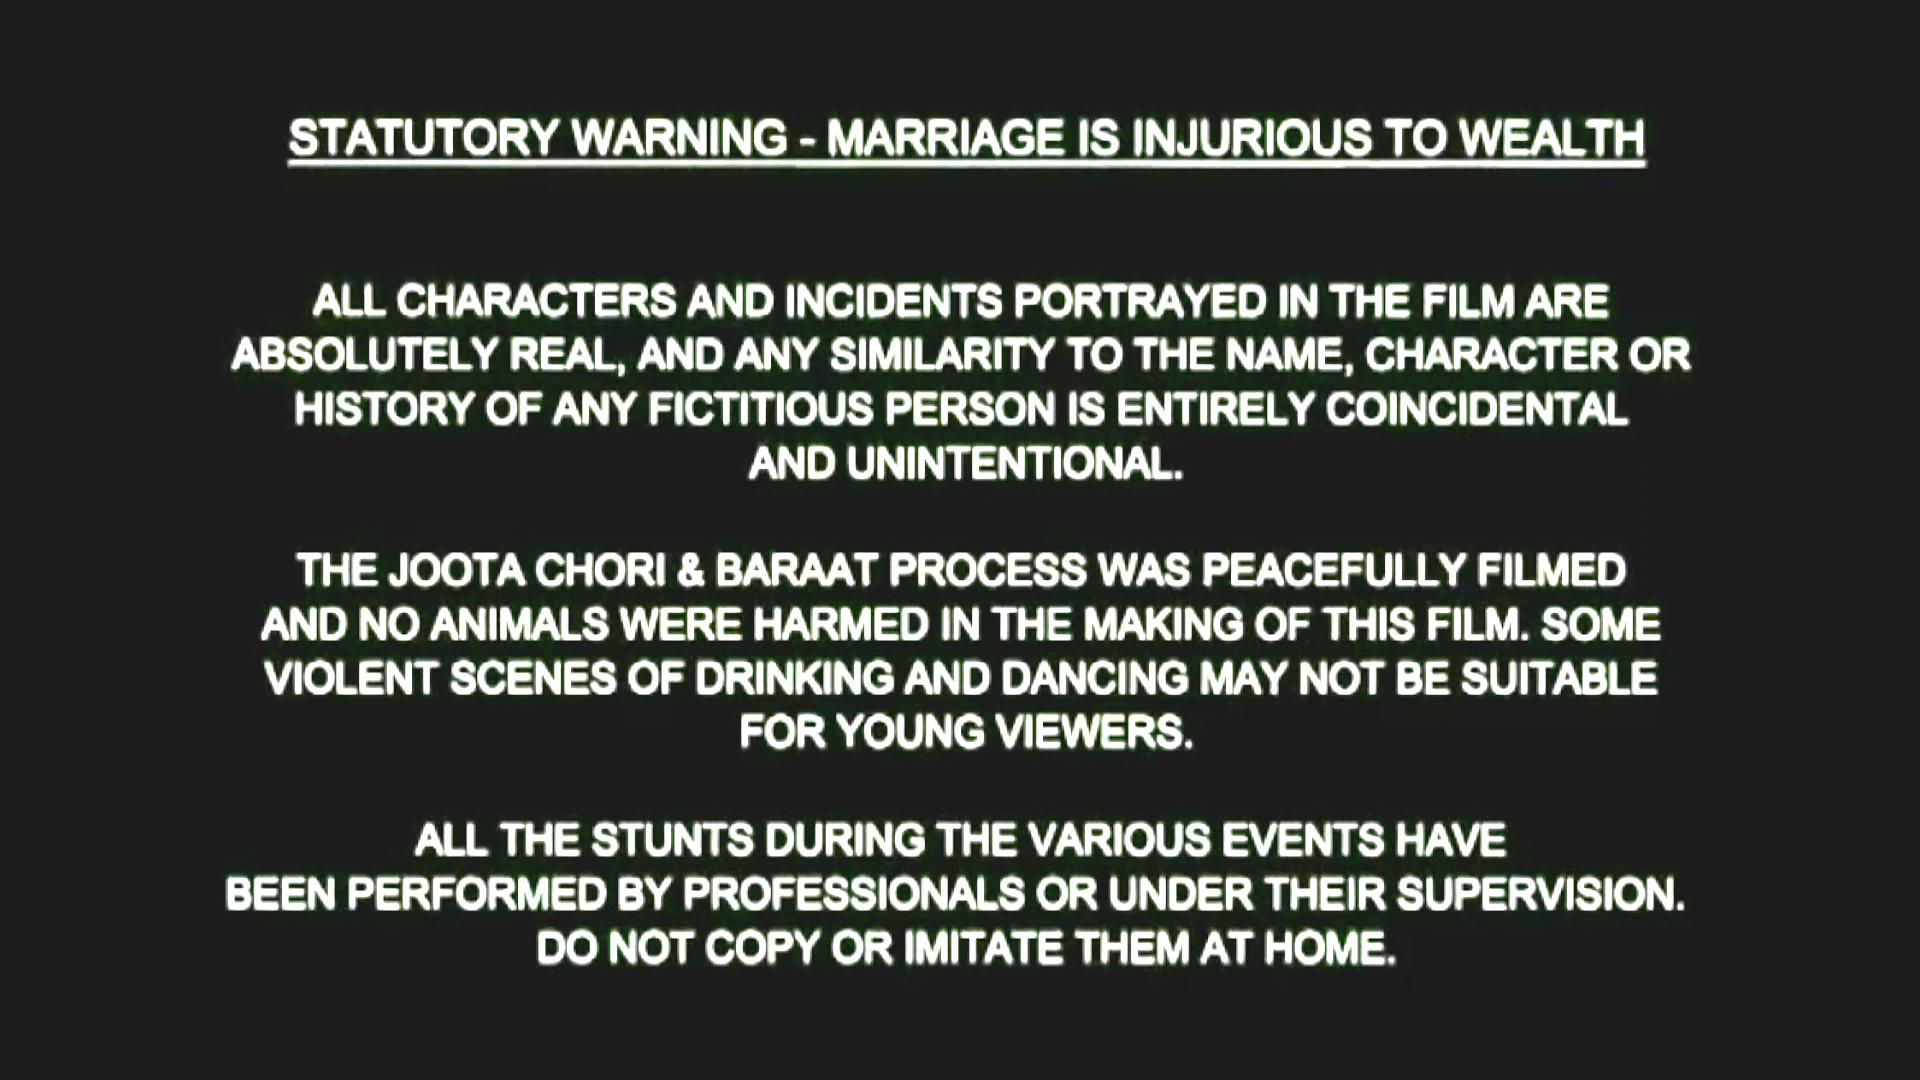 STATUTORY WARNING - MARRIAGE IS INJURIOUS TO WEALTH
ALL CHARACTERS AND INCIDENTS PORTRAYED IN THE FILM ARE
ABSOLUTELY REAL, AND ANY SIMILARITY TO THE NAME, CHARACTER OR
HISTORY OF ANY FICTITIOUS PERSON IS ENTIRELY COINCIDENTAL
AND UNINTENTIONAL.
THE JOOTA CHORI & BARAAT PROCESS WAS PEACEFULLY FILMED
AND NO ANIMALS WERE HARMED IN THE MAKING OF THIS FILM. SOME
VIOLENT SCENES OF DRINKING AND DANCING MAY NOT BE SUITABLE
FOR YOUNG VIEWERS.
ALL THE STUNTS DURING THE VARIOUS EVENTS HAVE
BEEN PERFORMED BY PROFESSIONALS OR UNDER THEIR SUPERVISION.
DO NOT COPY OR IMITATE THEM AT HOME.